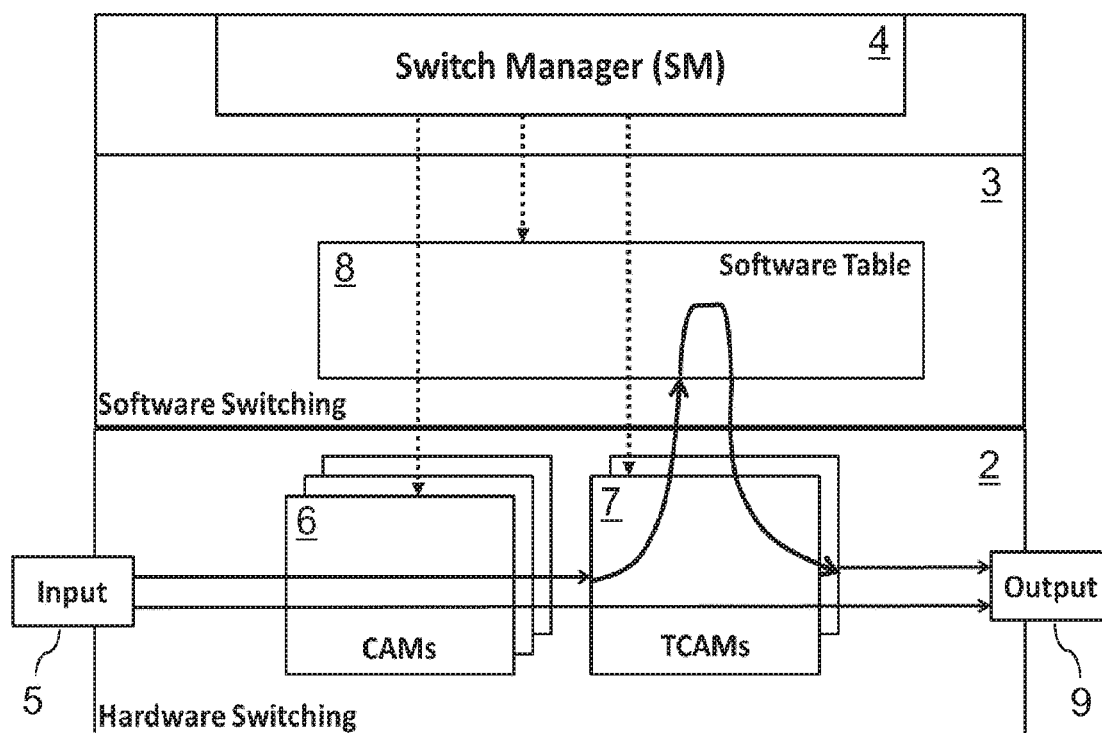 4
Switch Manager (SM)
3
8
Software Table
Software Switching
2
6
7
Input
Output
CAMs
TCAMs
5
9
Hardware Switching